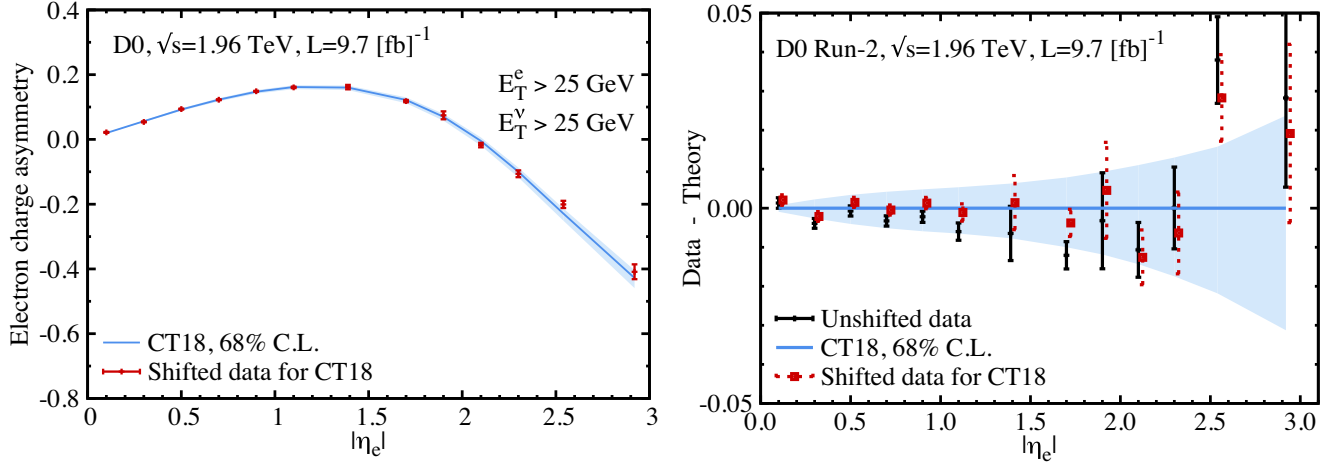 D0, √s=1.96 TeV, L=9.7 [fb]⁻¹
E_T^e > 25 GeV
E_T^ν > 25 GeV
Electron charge asymmetry
0.4
0.2
0.0
-0.2
-0.4
-0.6
-0.8
CT18, 68% C.L.
Shifted data for CT18
0
0.5
1
1.5
2
2.5
3
|η_e|
D0 Run-2, √s=1.96 TeV, L=9.7 [fb]⁻¹
Data - Theory
0.05
0.00
-0.05
Unshifted data
CT18, 68% C.L.
Shifted data for CT18
0.0
0.5
1.0
1.5
2.0
2.5
3.0
|η_e|